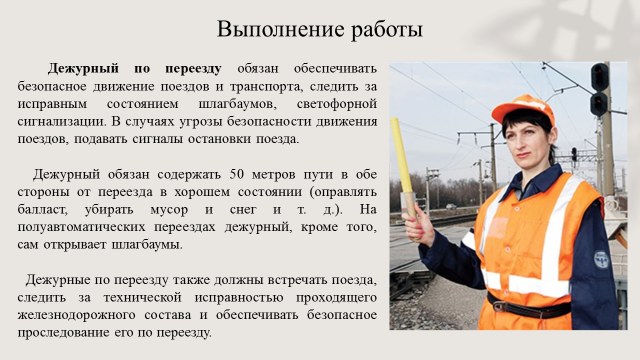 Выполнение работы
Дежурный по переезду обязан обеспечивать
безопасное движение поездов и транспорта, следить за
исправным состоянием шлагбаумов, светофорной
сигнализации. В случаях угрозы безопасности движения
поездов, подавать сигналы остановки поезда.
Дежурный обязан содержать 50 метров пути в обе
стороны от переезда в хорошем состоянии (оправлять
балласт, убирать мусор и снег и т. д.). На
полуавтоматических переездах дежурный, кроме того,
сам открывает шлагбаумы.
Дежурные по переезду также должны встречать поезда,
следить за технической исправностью проходящего
железнодорожного состава и обеспечивать безопасное
проследование его по переезду.